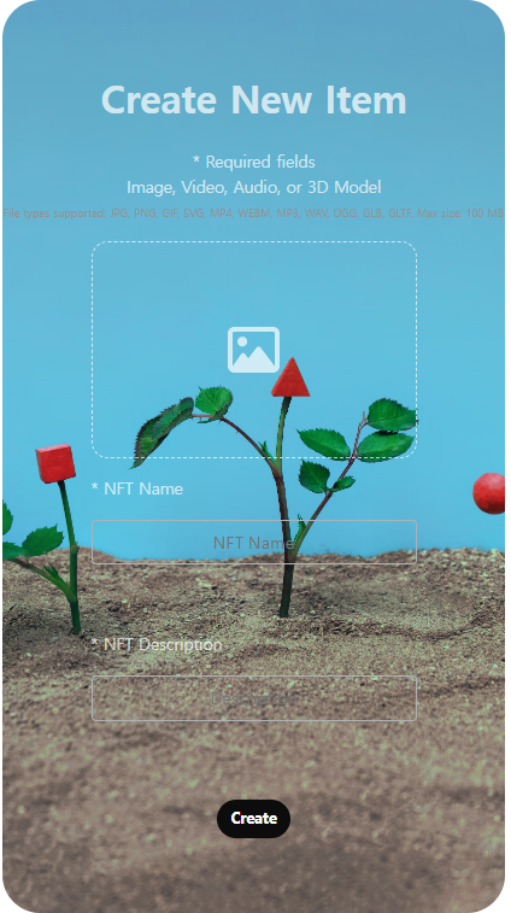 Create New Item
* Required fields
Image, Video, Audio, or 3D Model
File types supported: JPG, PNG, GIF, SVG, MP4, WEBM, MP3, WAV, OGG, GLB, GLTF. Max size: 100 MB
* NFT Name
NFT Name
* NFT Description
Description
Create